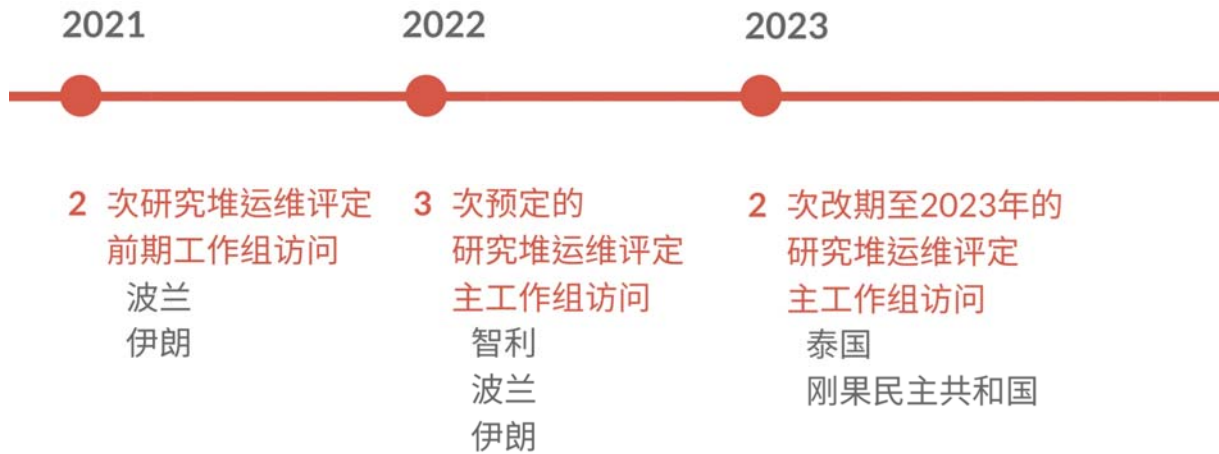 2021
2 次研究堆运维评定
前期工作组访问
波兰
伊朗
2022
3 次预定的
研究堆运维评定
主工作组访问
智利
波兰
伊朗
2023
2 次改期至2023年的
研究堆运维评定
主工作组访问
泰国
刚果民主共和国